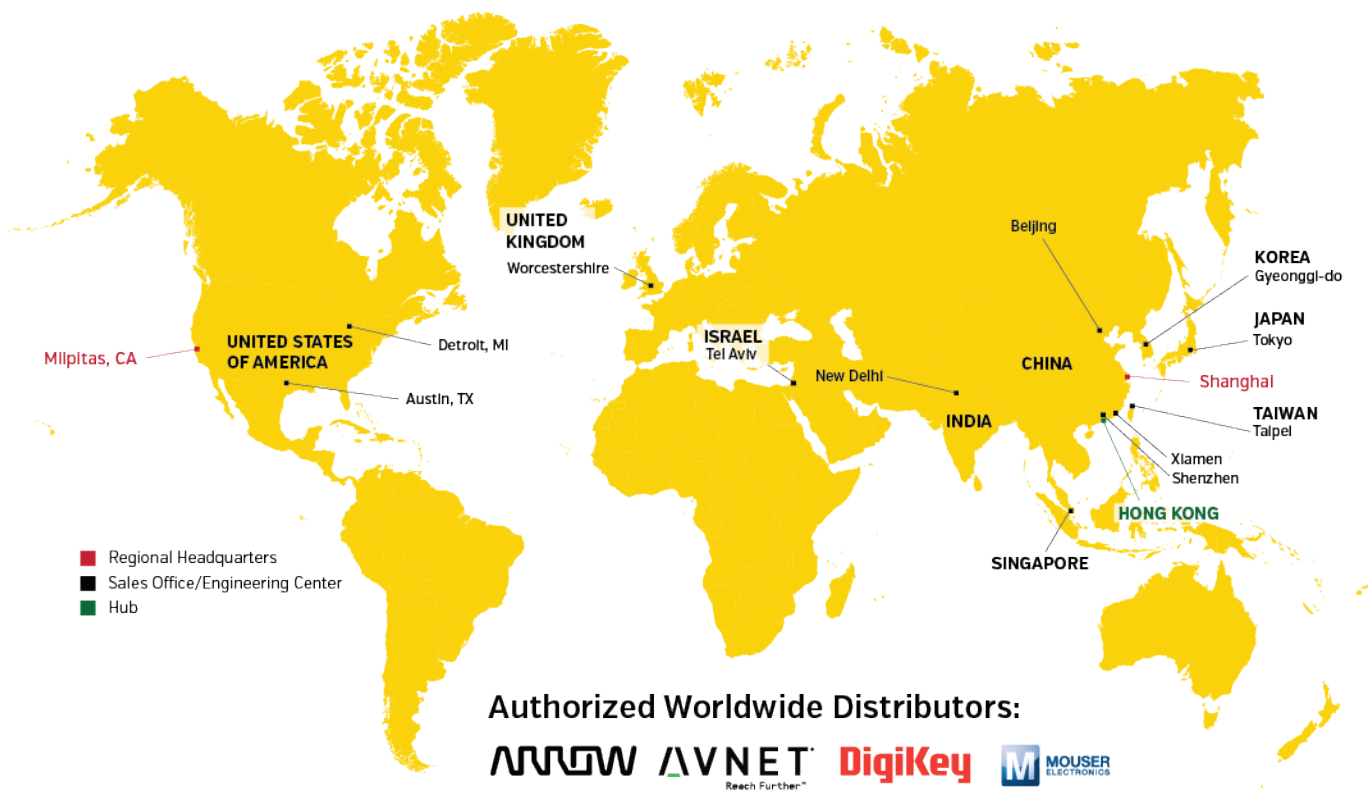 UNITED
KINGDOM
Worcestershire
Beijing
KOREA
Gyeonggi-do
JAPAN
Tokyo
ISRAEL
Tel Aviv
UNITED STATES
OF AMERICA
Detroit, MI
Milpitas, CA
Austin, TX
New Delhi
CHINA
Shanghai
INDIA
TAIWAN
Taipei
Xiamen
Shenzhen
HONG KONG
SINGAPORE
Regional Headquarters
Sales Office/Engineering Center
Hub
Authorized Worldwide Distributors:
ARROW
AVNET
Reach Further™
DigiKey
M MOUSER
ELECTRONICS